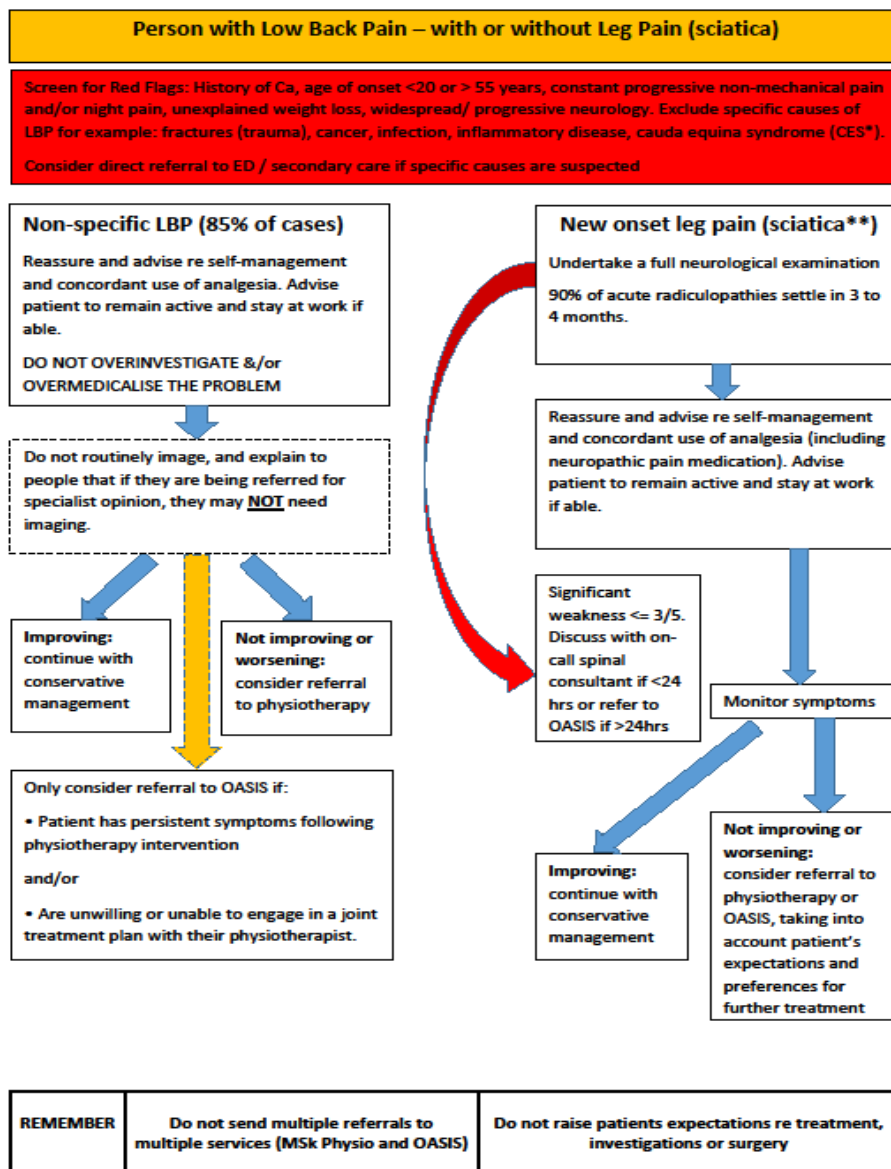 Person with Low Back Pain – with or without Leg Pain (sciatica)
Screen for Red Flags: History of Ca, age of onset <20 or > 55 years, constant progressive non-mechanical pain
and/or night pain, unexplained weight loss, widespread/ progressive neurology. Exclude specific causes of
LBP for example: fractures (trauma), cancer, infection, inflammatory disease, cauda equina syndrome (CES*).
Consider direct referral to ED / secondary care if specific causes are suspected
Non-specific LBP (85% of cases)
Reassure and advise re self-management
and concordant use of analgesia. Advise
patient to remain active and stay at work if
able.
DO NOT OVERINVESTIGATE &/or
OVERMEDICALISE THE PROBLEM
Do not routinely image, and explain to
people that if they are being referred for
specialist opinion, they may NOT need
imaging.
Improving:
continue with
conservative
management
Not improving or
worsening:
consider referral
to physiotherapy
Only consider referral to OASIS if:
• Patient has persistent symptoms following
physiotherapy intervention
and/or
• Are unwilling or unable to engage in a joint
treatment plan with their physiotherapist.
New onset leg pain (sciatica**)
Undertake a full neurological examination
90% of acute radiculopathies settle in 3 to
4 months.
Reassure and advise re self-management
and concordant use of analgesia (including
neuropathic pain medication). Advise
patient to remain active and stay at work
if able.
Significant
weakness <= 3/5.
Discuss with on-
call spinal
consultant if <24
hrs or refer to
OASIS if >24hrs
Monitor symptoms
Improving:
continue with
conservative
management
Not improving or
worsening:
consider referral to
physiotherapy or
OASIS, taking into
account patient's
expectations and
preferences for
further treatment
REMEMBER
Do not send multiple referrals to
multiple services (MSk Physio and OASIS)
Do not raise patients expectations re treatment,
investigations or surgery